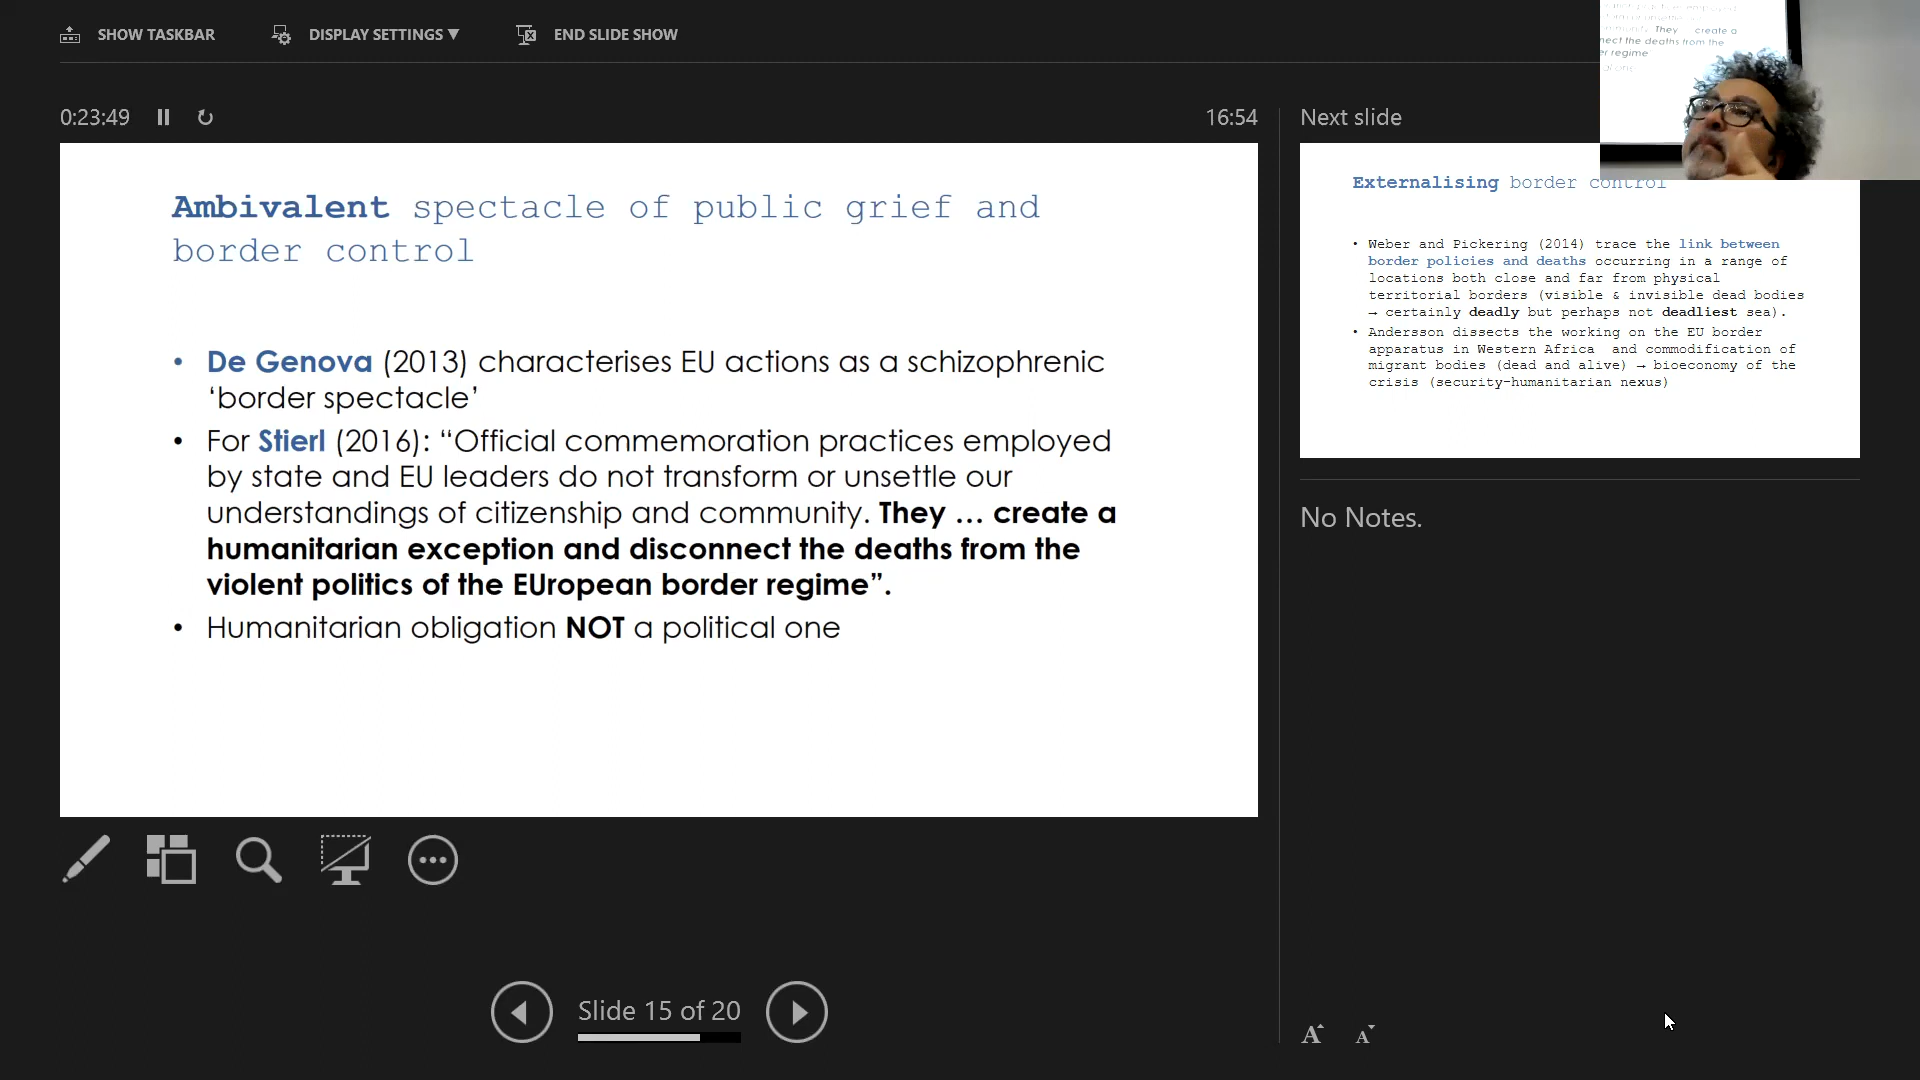 SHOW TASKBAR
DISPLAY SETTINGS ▼
END SLIDE SHOW
0:23:49
16:54
Ambivalent spectacle of public grief and
border control
• De Genova (2013) characterises EU actions as a schizophrenic
‘border spectacle’
• For Stierl (2016): “Official commemoration practices employed
by state and EU leaders do not transform or unsettle our
understandings of citizenship and community. They … create a
humanitarian exception and disconnect the deaths from the
violent politics of the EUropean border regime”.
• Humanitarian obligation NOT a political one
Slide 15 of 20
Next slide
Externalising border control
• Weber and Pickering (2014) trace the link between
border policies and deaths occurring in a range of
locations both close and far from physical
territorial borders (visible & invisible dead bodies
→ certainly deadly but perhaps not deadliest sea).
• Andersson dissects the working on the EU border
apparatus in Western Africa and commodification of
migrant bodies (dead and alive) → bioeconomy of the
crisis (security-humanitarian nexus)
No Notes.
A A
They create a
the deaths from the
regime